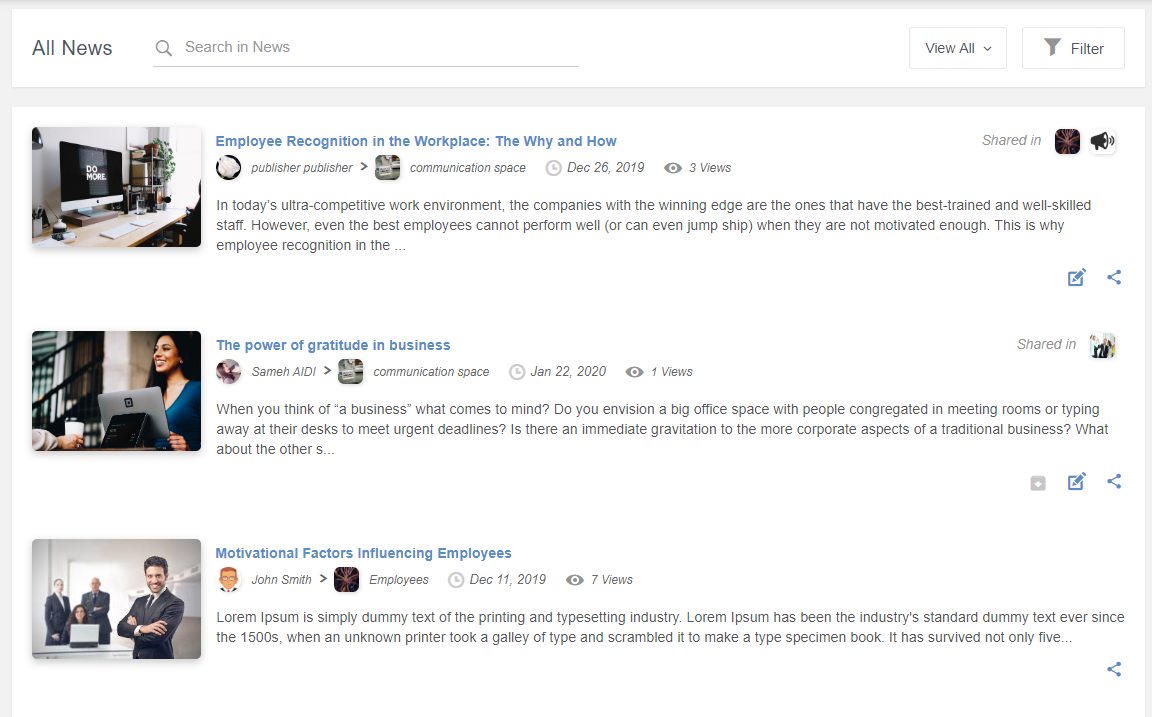 All News
Search in News
View All
Filter
DO
MORE.
Employee Recognition in the Workplace: The Why and How
Shared in
publisher publisher > communication space Dec 26, 2019 3 Views
In today’s ultra-competitive work environment, the companies with the winning edge are the ones that have the best-trained and well-skilled
staff. However, even the best employees cannot perform well (or can even jump ship) when they are not motivated enough. This is why
employee recognition in the ...
The power of gratitude in business
Shared in
Sameh AIDI > communication space Jan 22, 2020 1 Views
When you think of “a business” what comes to mind? Do you envision a big office space with people congregated in meeting rooms or typing
away at their desks to meet urgent deadlines? Is there an immediate gravitation to the more corporate aspects of a traditional business? What
about the other s...
Motivational Factors Influencing Employees
John Smith > Employees Dec 11, 2019 7 Views
Lorem Ipsum is simply dummy text of the printing and typesetting industry. Lorem Ipsum has been the industry's standard dummy text ever since
the 1500s, when an unknown printer took a galley of type and scrambled it to make a type specimen book. It has survived not only five...